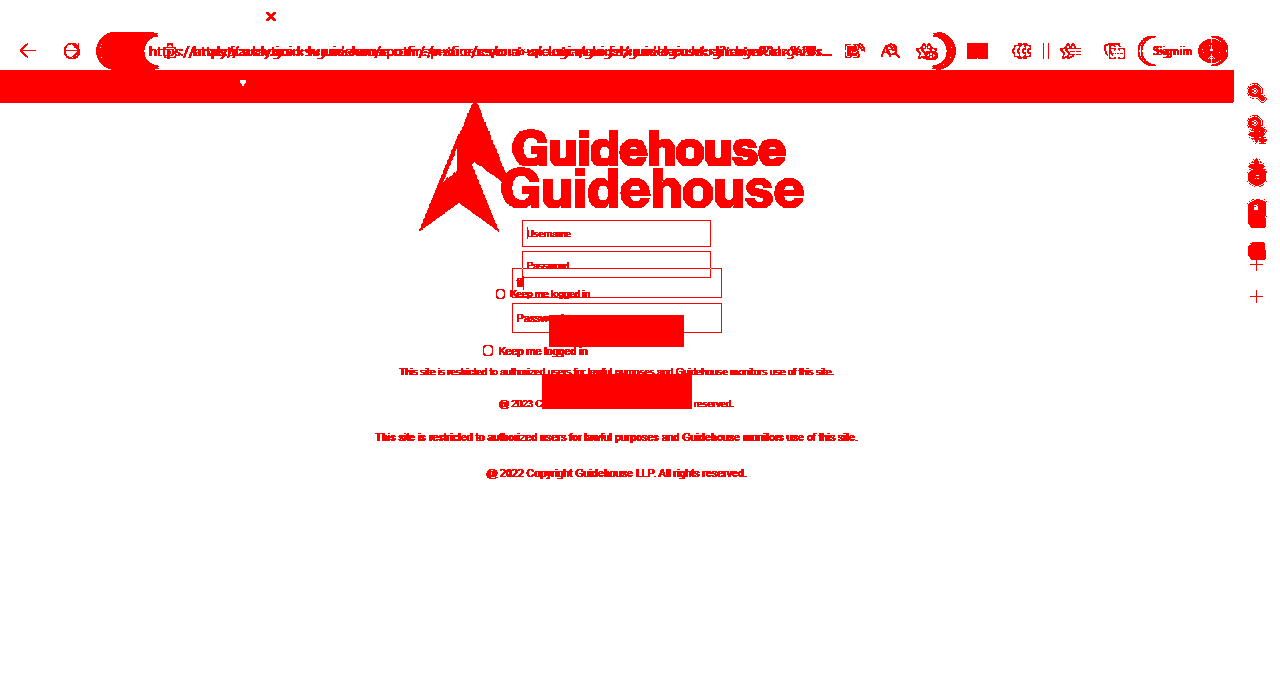 Sign in
Guidehouse
Guidehouse
Username
Password
Keep me logged in
Password
Keep me logged in
This site is restricted to authorized users for lawful purposes and Guidehouse monitors use of this site.
@ 2023 C reserved.
This site is restricted to authorized users for lawful purposes and Guidehouse monitors use of this site.
@ 2022 Copyright Guidehouse LLP. All rights reserved.